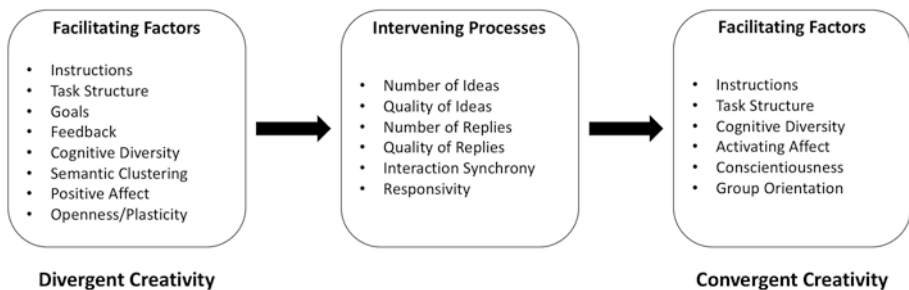 Facilitating Factors
• Instructions
• Task Structure
• Goals
• Feedback
• Cognitive Diversity
• Semantic Clustering
• Positive Affect
• Openness/Plasticity
Divergent Creativity
Intervening Processes
• Number of Ideas
• Quality of Ideas
• Number of Replies
• Quality of Replies
• Interaction Synchrony
• Responsivity
Facilitating Factors
• Instructions
• Task Structure
• Cognitive Diversity
• Activating Affect
• Conscientiousness
• Group Orientation
Convergent Creativity